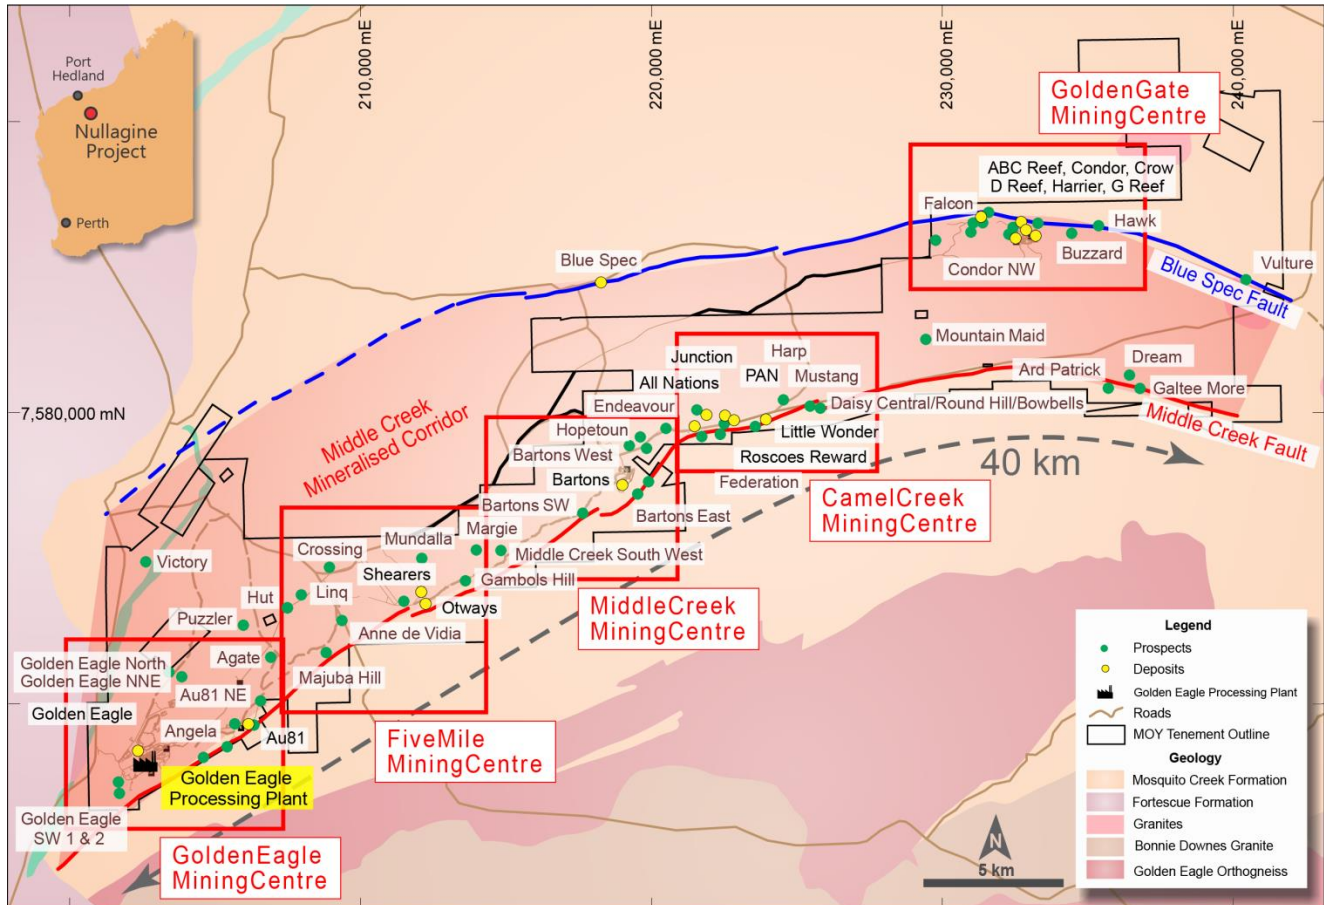 210,000 mE
220,000 mE
230,000 mE
240,000 mE
Port
Hedland
Nullagine
Project
Perth
GoldenGate
MiningCentre
ABC Reef, Condor, Crow
D Reef, Harrier, G Reef
Falcon
Hawk
Condor NW
Buzzard
Vulture
Blue Spec
Blue Spec Fault
Mountain Maid
Junction
Harp
All Nations
PAN
Mustang
Ard Patrick
Dream
Galtee More
7,580,000 mN
Middle Creek
Mineralised Corridor
Endeavour
Daisy Central/Round Hill/Bowbells
Middle Creek Fault
Hopetoun
Little Wonder
Bartons West
Roscoes Reward
40 km
Bartons
Federation
CamelCreek
MiningCentre
Bartons SW
Bartons East
Mundalla
Margie
Crossing
Middle Creek South West
Victory
Shearers
Gambols Hill
Hut
Linq
Otways
MiddleCreek
MiningCentre
Puzzler
Anne de Vidia
Golden Eagle North
Golden Eagle NNE
Agate
Majuba Hill
Au81 NE
Golden Eagle
Angela
Au81
FiveMile
MiningCentre
Golden Eagle
Processing Plant
Golden Eagle
SW 1 & 2
GoldenEagle
MiningCentre
N
5 km
Legend
Prospects
Deposits
Golden Eagle Processing Plant
Roads
MOY Tenement Outline
Geology
Mosquito Creek Formation
Fortescue Formation
Granites
Bonnie Downes Granite
Golden Eagle Orthogneiss